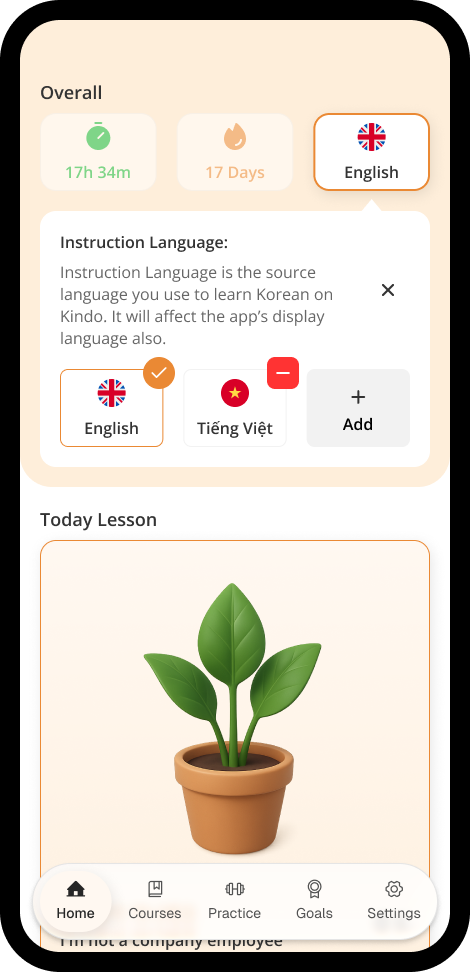 Overall
17h 34m
17 Days
English
Instruction Language:
Instruction Language is the source
language you use to learn Korean on
Kindo. It will affect the app’s display
language also.
English
Tiếng Việt
Add
Today Lesson
Home
Courses
Practice
Goals
Settings
I'm not a company employee